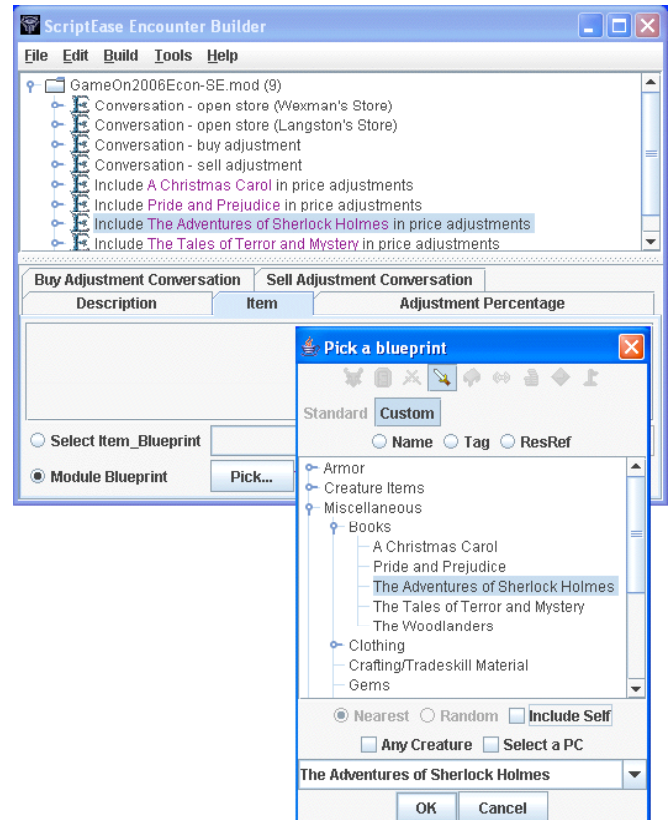 ScriptEase Encounter Builder
File Edit Build Tools Help
GameOn2006Econ-SE.mod (9)
Conversation - open store (Wexman's Store)
Conversation - open store (Langston's Store)
Conversation - buy adjustment
Conversation - sell adjustment
Include A Christmas Carol in price adjustments
Include Pride and Prejudice in price adjustments
Include The Adventures of Sherlock Holmes in price adjustments
Include The Tales of Terror and Mystery in price adjustments
Buy Adjustment Conversation Sell Adjustment Conversation
Description Item Adjustment Percentage
Select Item_Blueprint
Module Blueprint Pick...
Pick a blueprint
Standard Custom
Name Tag ResRef
Armor
Creature Items
Miscellaneous
Books
A Christmas Carol
Pride and Prejudice
The Adventures of Sherlock Holmes
The Tales of Terror and Mystery
The Woodlanders
Clothing
Crafting/Tradeskill Material
Gems
Nearest Random Include Self
Any Creature Select a PC
The Adventures of Sherlock Holmes
OK Cancel